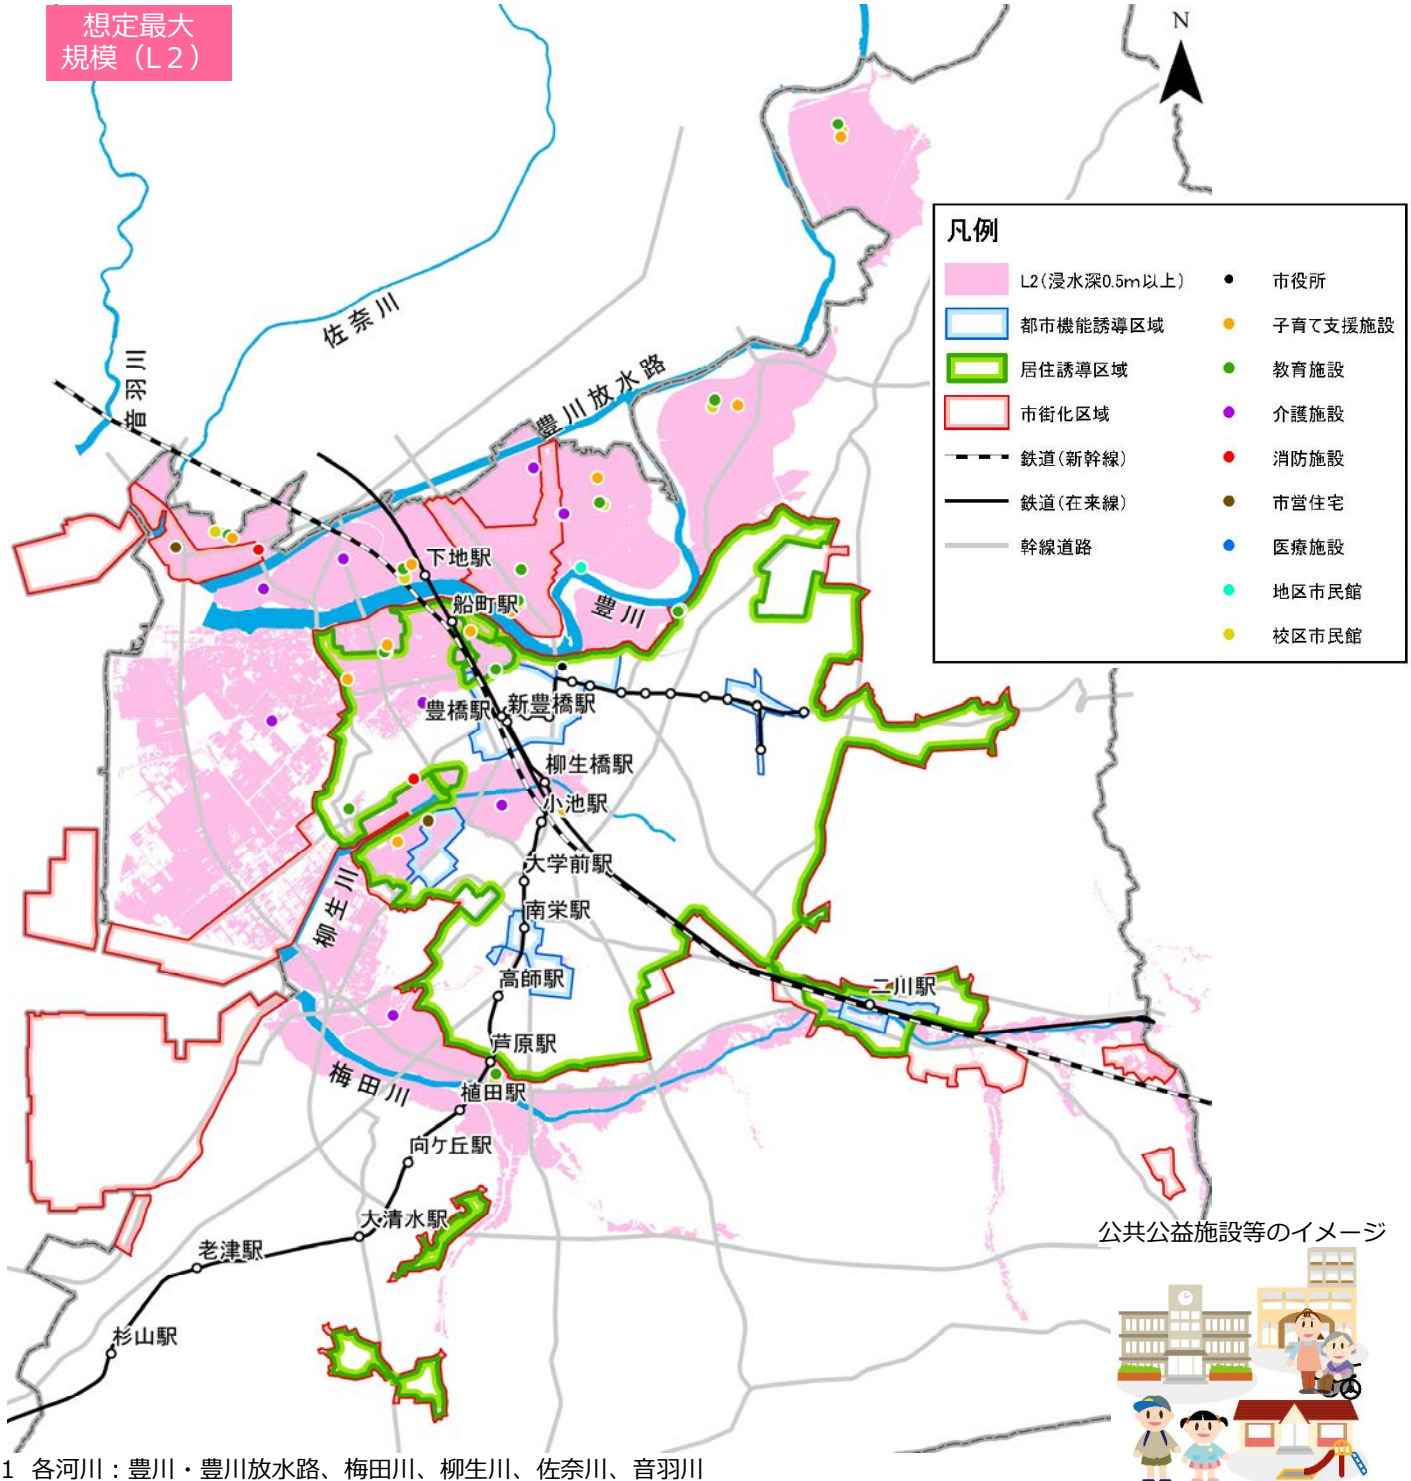 想定最大
規模（L２）
N
凡例
L2(浸水深0.5m以上)
都市機能誘導区域
居住誘導区域
市街化区域
鉄道(新幹線)
鉄道(在来線)
幹線道路
市役所
子育て支援施設
教育施設
介護施設
消防施設
市営住宅
医療施設
地区市民館
校区市民館
佐奈川
音羽川
豊川放水路
下地駅
船町駅
豊川
豊橋駅
新豊橋駅
柳生橋駅
小池駅
大学前駅
柳生川
南栄駅
高師駅
二川駅
芦原駅
梅田川
植田駅
向ケ丘駅
大清水駅
老津駅
杉山駅
公共公益施設等のイメージ
1 各河川：豊川・豊川放水路、梅田川、柳生川、佐奈川、音羽川